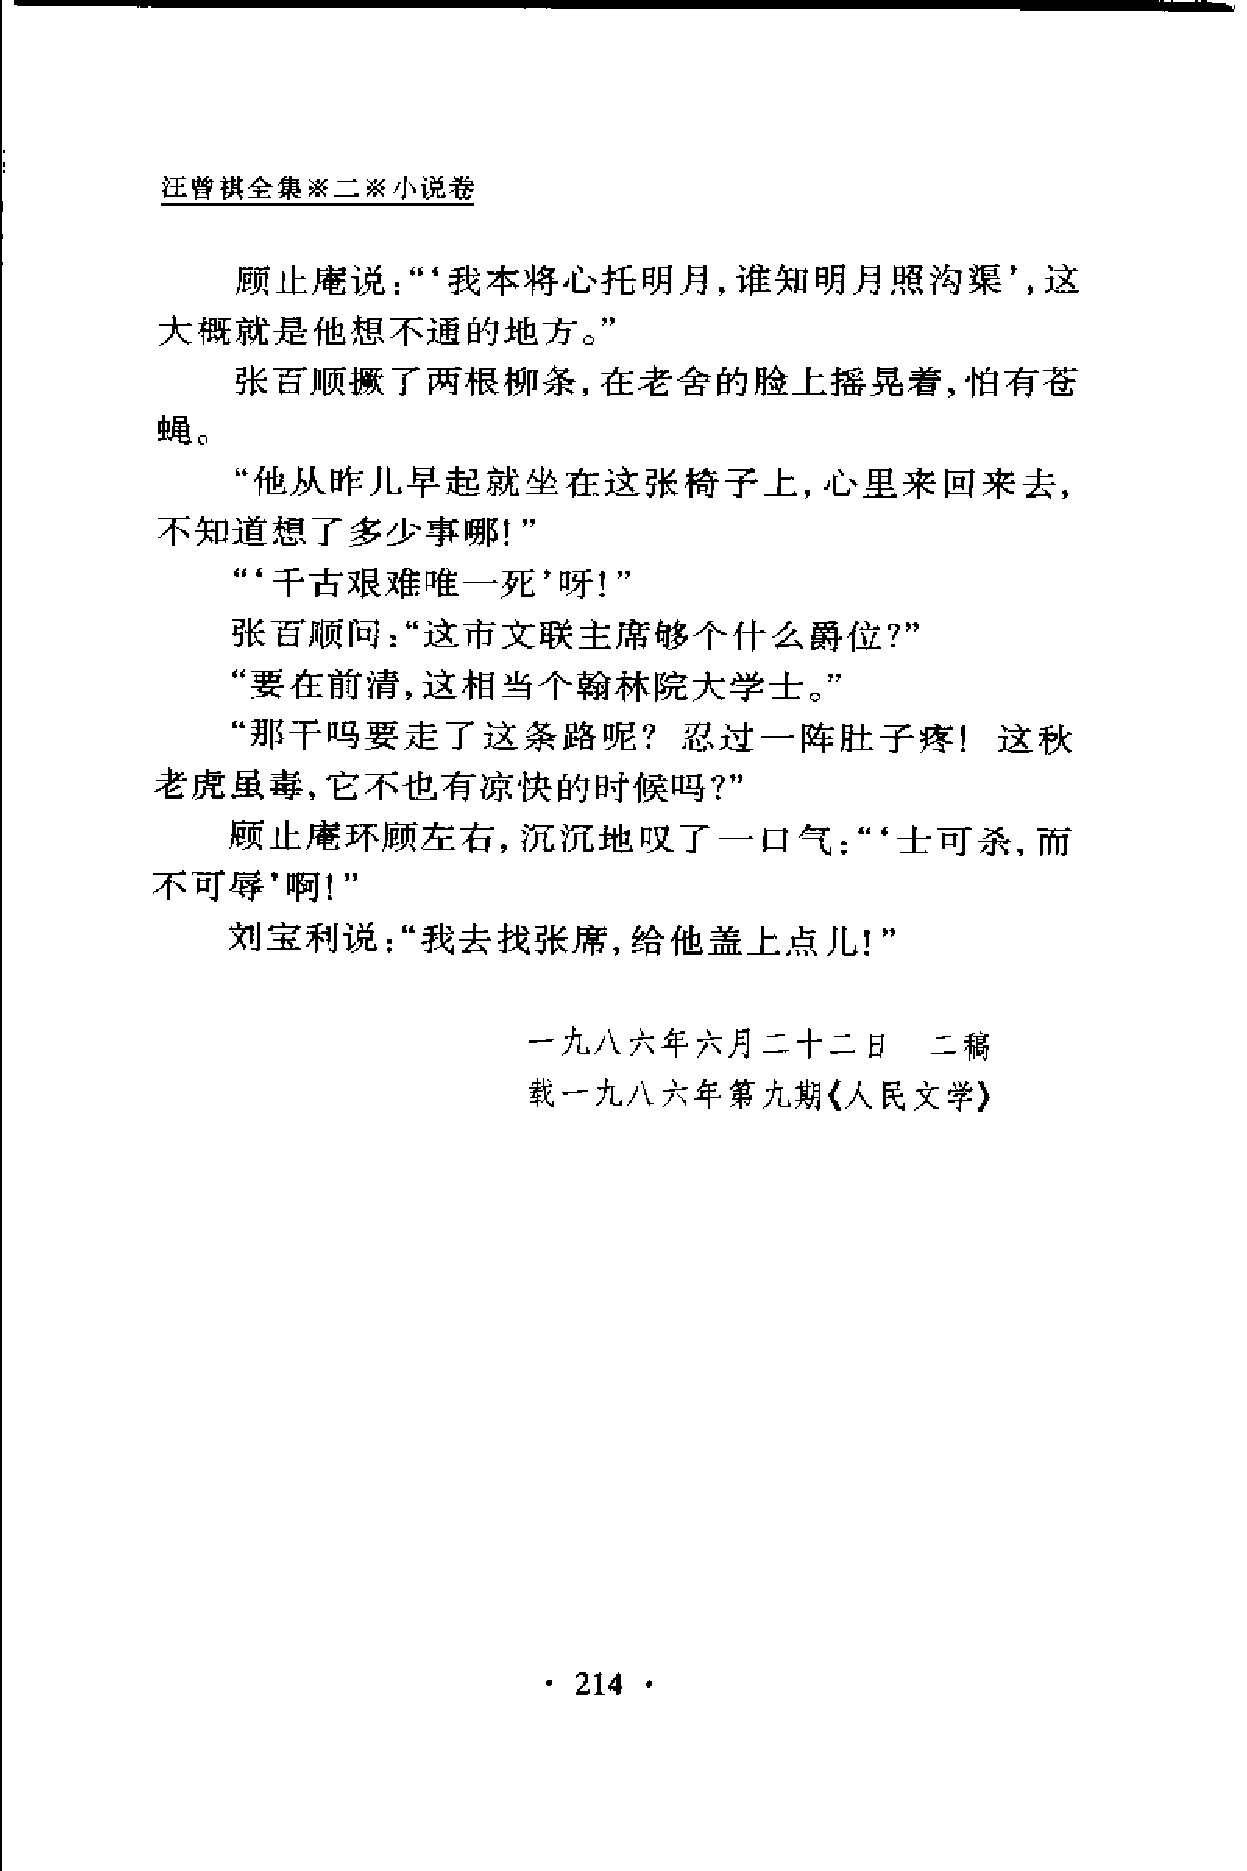 汪曾祺全集※二※小说卷
顾止庵说:“‘我本将心托明月,谁知明月照沟渠’,这
大概就是他想不通的地方。”
张百顺撅了两根柳条,在老舍的脸上摇晃着,怕有苍
蝇。
“他从昨儿早起就坐在这张椅子上,心里来回来去,
不知道想了多少事哪!”
“‘千古艰难唯一死’呀!”
张百顺问:“这市文联主席够个什么爵位?”
“要在前清,这相当个翰林院大学士。”
“那干吗要走了这条路呢? 忍过一阵肚子疼! 这秋
老虎虽毒,它不也有凉快的时候吗?”
顾止庵环顾左右,沉沉地叹了一口气:“‘士可杀,而
不可辱’啊!”
刘宝利说:“我去找张席,给他盖上点儿!”
一九八六年六月二十二日 二稿
载一九八六年第九期《人民文学》
· 214 ·